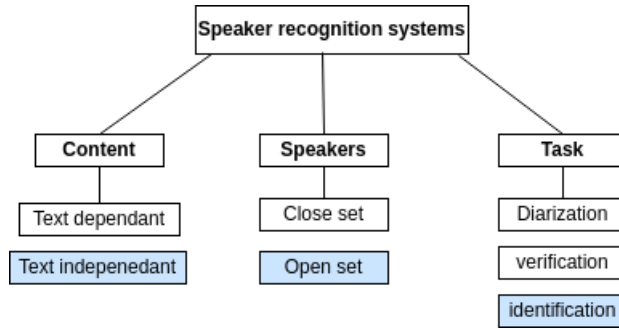 Speaker recognition systems
Content
Speakers
Task
Text dependant
Close set
Diarization
Text indepenedant
Open set
verification
identification